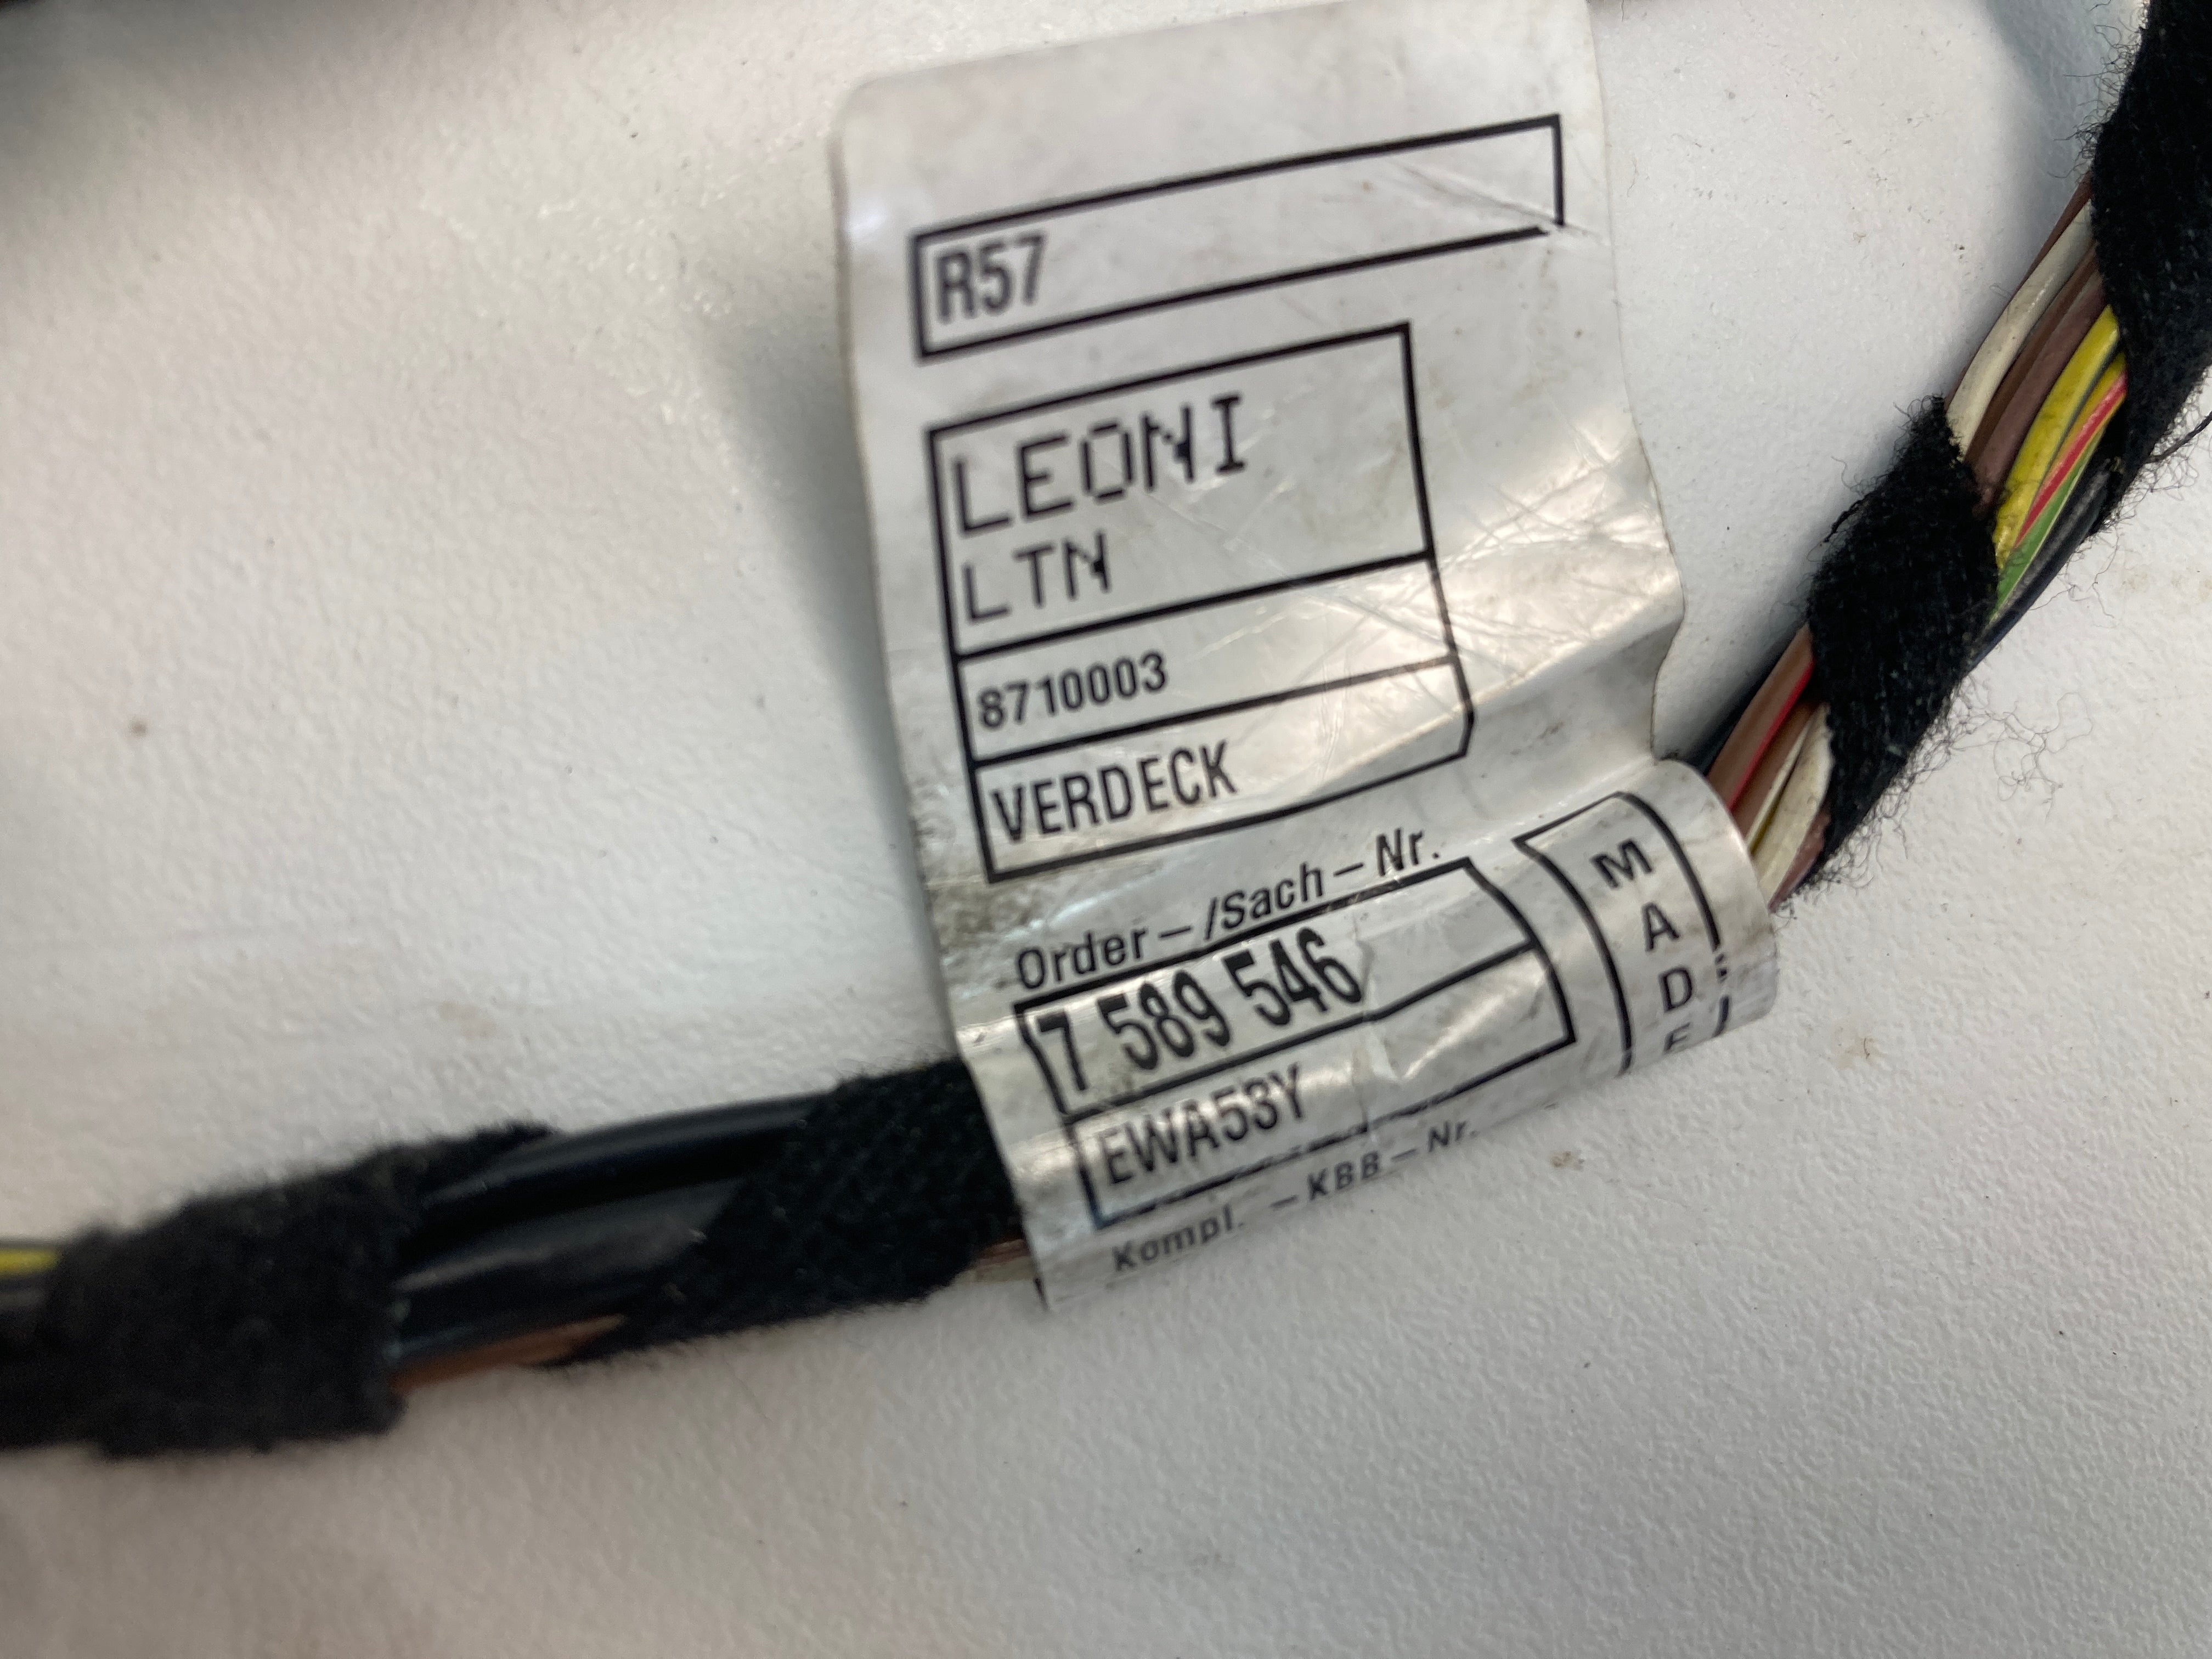 R57
LEONI
LTN
8710003
VERDECK
Order-/Sach-Nr.
7 589 546
EWA53Y
Kompl. -KBB-Nr.
MADE